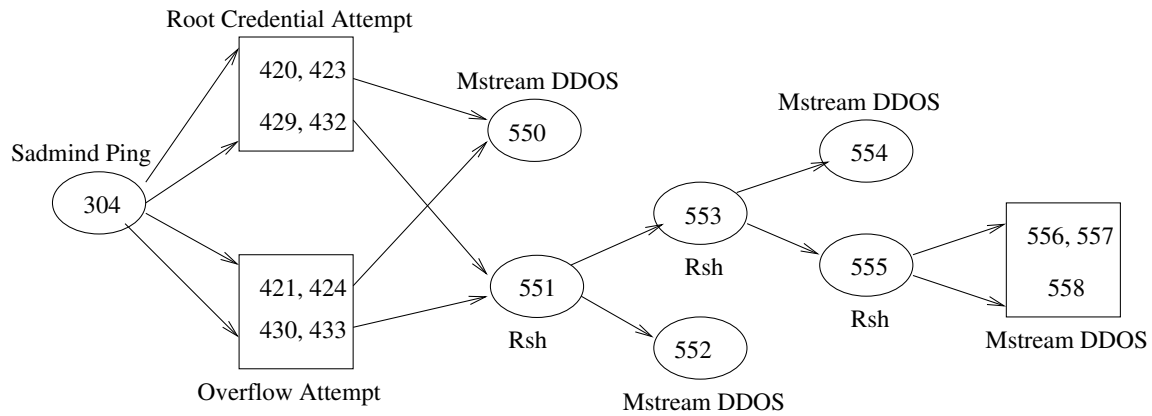 Root Credential Attempt
420, 423
429, 432
Sadmind Ping
304
421, 424
430, 433
Overflow Attempt
Mstream DDOS
550
551
Rsh
553
Rsh
552
Mstream DDOS
Mstream DDOS
554
555
Rsh
556, 557
558
Mstream DDOS